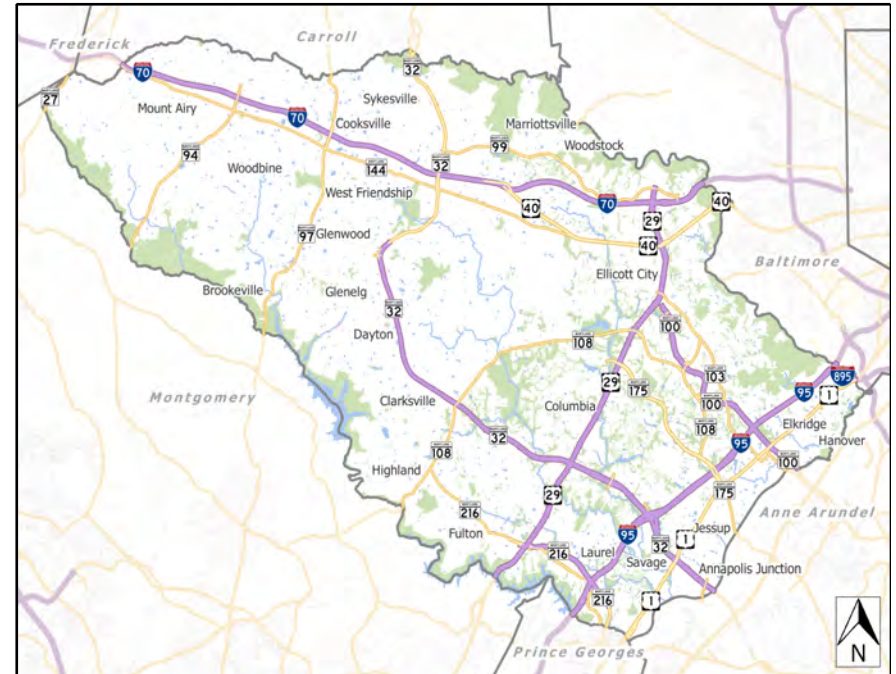 Frederick
Carroll
32
70
27
Mount Airy
Sykesville
70
Cooksville
Marriottsville
99
Woodstock
94
32
144
Woodbine
West Friendship
40
70
29
40
97
Glenwood
40
Baltimore
Ellicott City
Brookeville
Glenelg
32
100
Dayton
108
103
895
29
175
95
Montgomery
Clarksville
Columbia
100
1
Elkridge
108
32
95
Hanover
108
100
Highland
29
175
216
Anne Arundel
Fulton
95
Jessup
1
216
Laurel
32
Savage
Annapolis Junction
216
1
N
Prince Georges